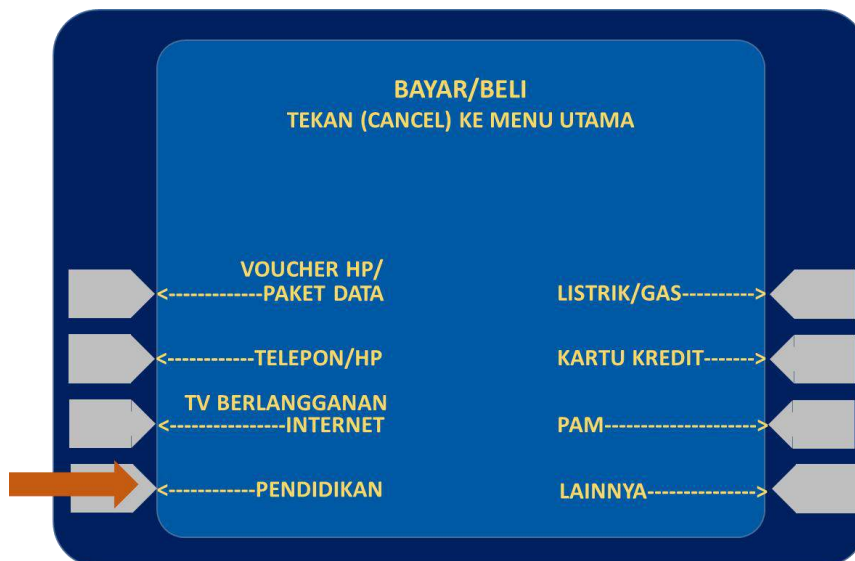 BAYAR/BELI
TEKAN (CANCEL) KE MENU UTAMA
VOUCHER HP/
<-------------PAKET DATA
LISTRIK/GAS---------->
<------------TELEPON/HP
KARTU KREDIT------->
TV BERLANGGANAN
<----------------INTERNET
PAM--------------------->
<------------PENDIDIKAN
LAINNYA--------------->